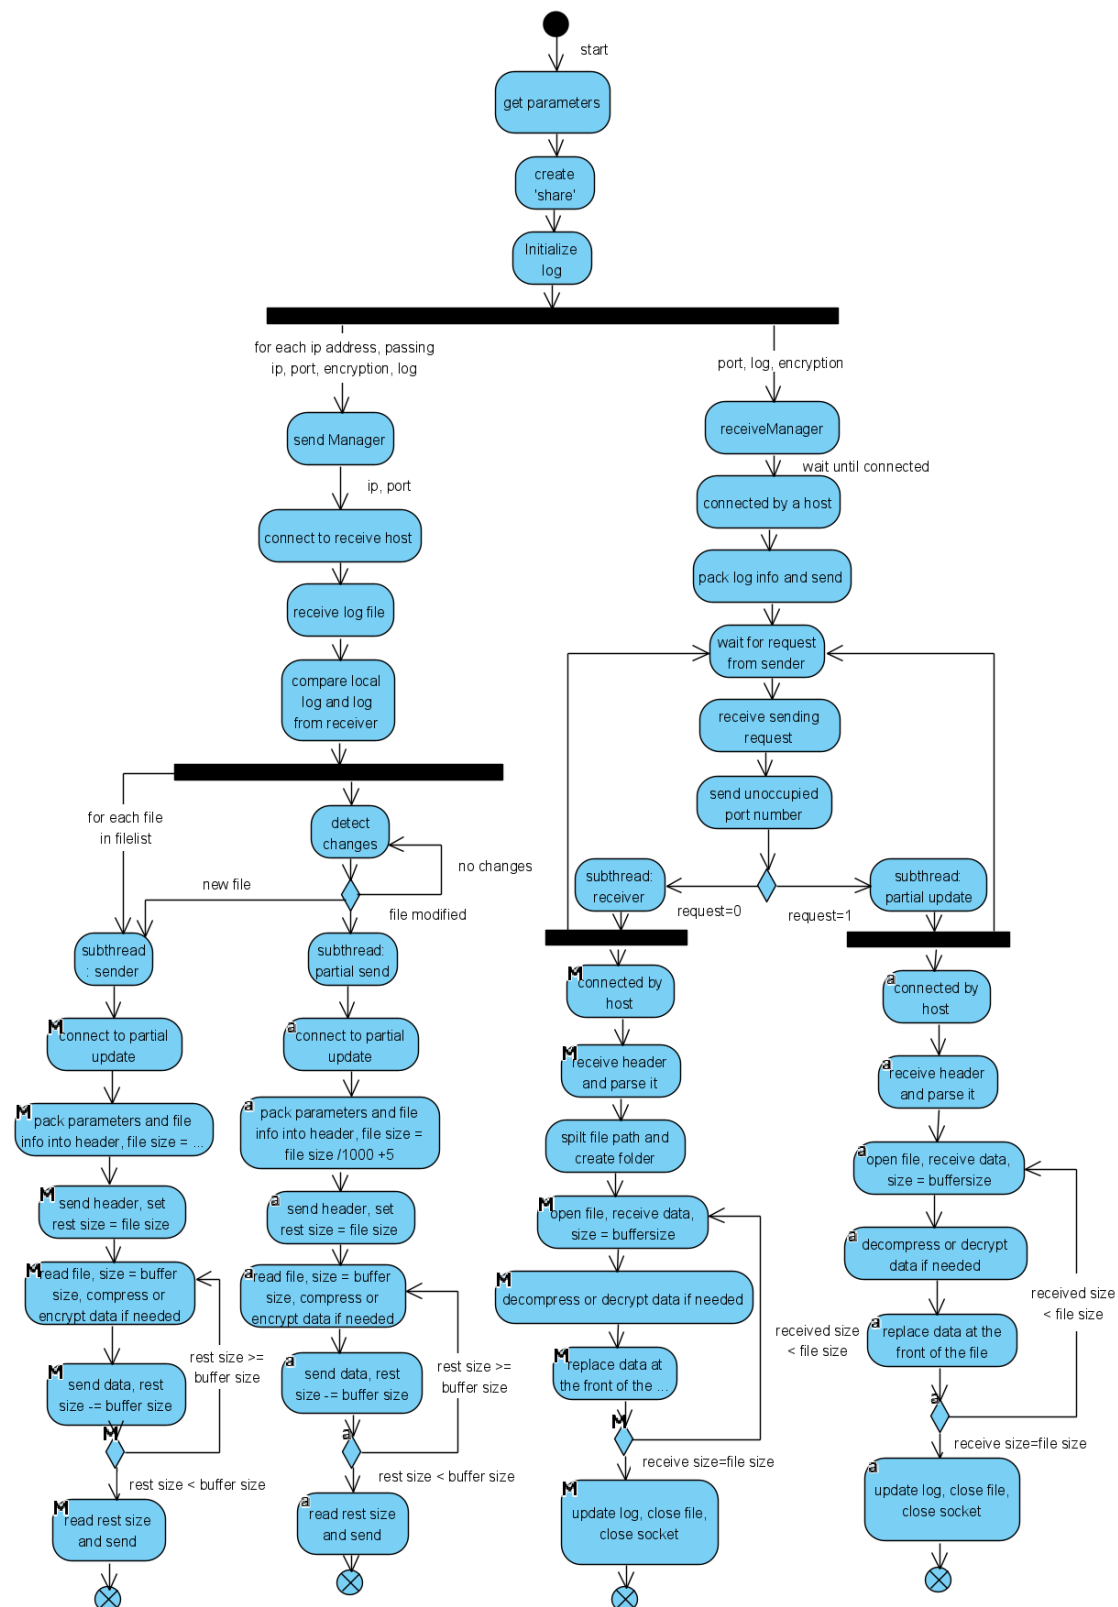 start
get parameters
create
'share'
Initialize
log
for each ip address, passing
ip, port, encryption, log
send Manager
ip, port
connect to receive host
receive log file
compare local
log and log
from receiver
for each file
in filelist
detect
changes
no changes
new file
file modified
subthread
: sender
M
connect to partial
update
M
pack parameters and file
info into header, file size = ...
M
send header, set
rest size = file size
M
read file, size = buffer
size, compress or
encrypt data if needed
rest size >=
buffer size
M
send data, rest
size -= buffer size
M
rest size < buffer size
M
read rest size
and send
subthread:
partial send
a
connect to partial
update
a
pack parameters and file
info into header, file size =
file size /1000 +5
a
send header, set
rest size = file size
a
read file, size = buffer
size, compress or
encrypt data if needed
rest size >=
buffer size
a
send data, rest
size -= buffer size
a
rest size < buffer size
a
read rest size
and send
port, log, encryption
receiveManager
wait until connected
connected by a host
pack log info and send
wait for request
from sender
receive sending
request
send unoccupied
port number
request=0
request=1
subthread:
receiver
M
connected by
host
M
receive header
and parse it
spilt file path and
create folder
M
open file, receive data,
size = buffersize
M
decompress or decrypt data if needed
received size
< file size
M
replace data at
the front of the ...
M
receive size=file size
M
update log, close file,
close socket
subthread:
partial update
a
connected by
host
a
receive header
and parse it
a
open file, receive data,
size = buffersize
a
decompress or decrypt
data if needed
received size
< file size
a
replace data at the
front of the file
a
receive size=file size
a
update log, close file,
close socket